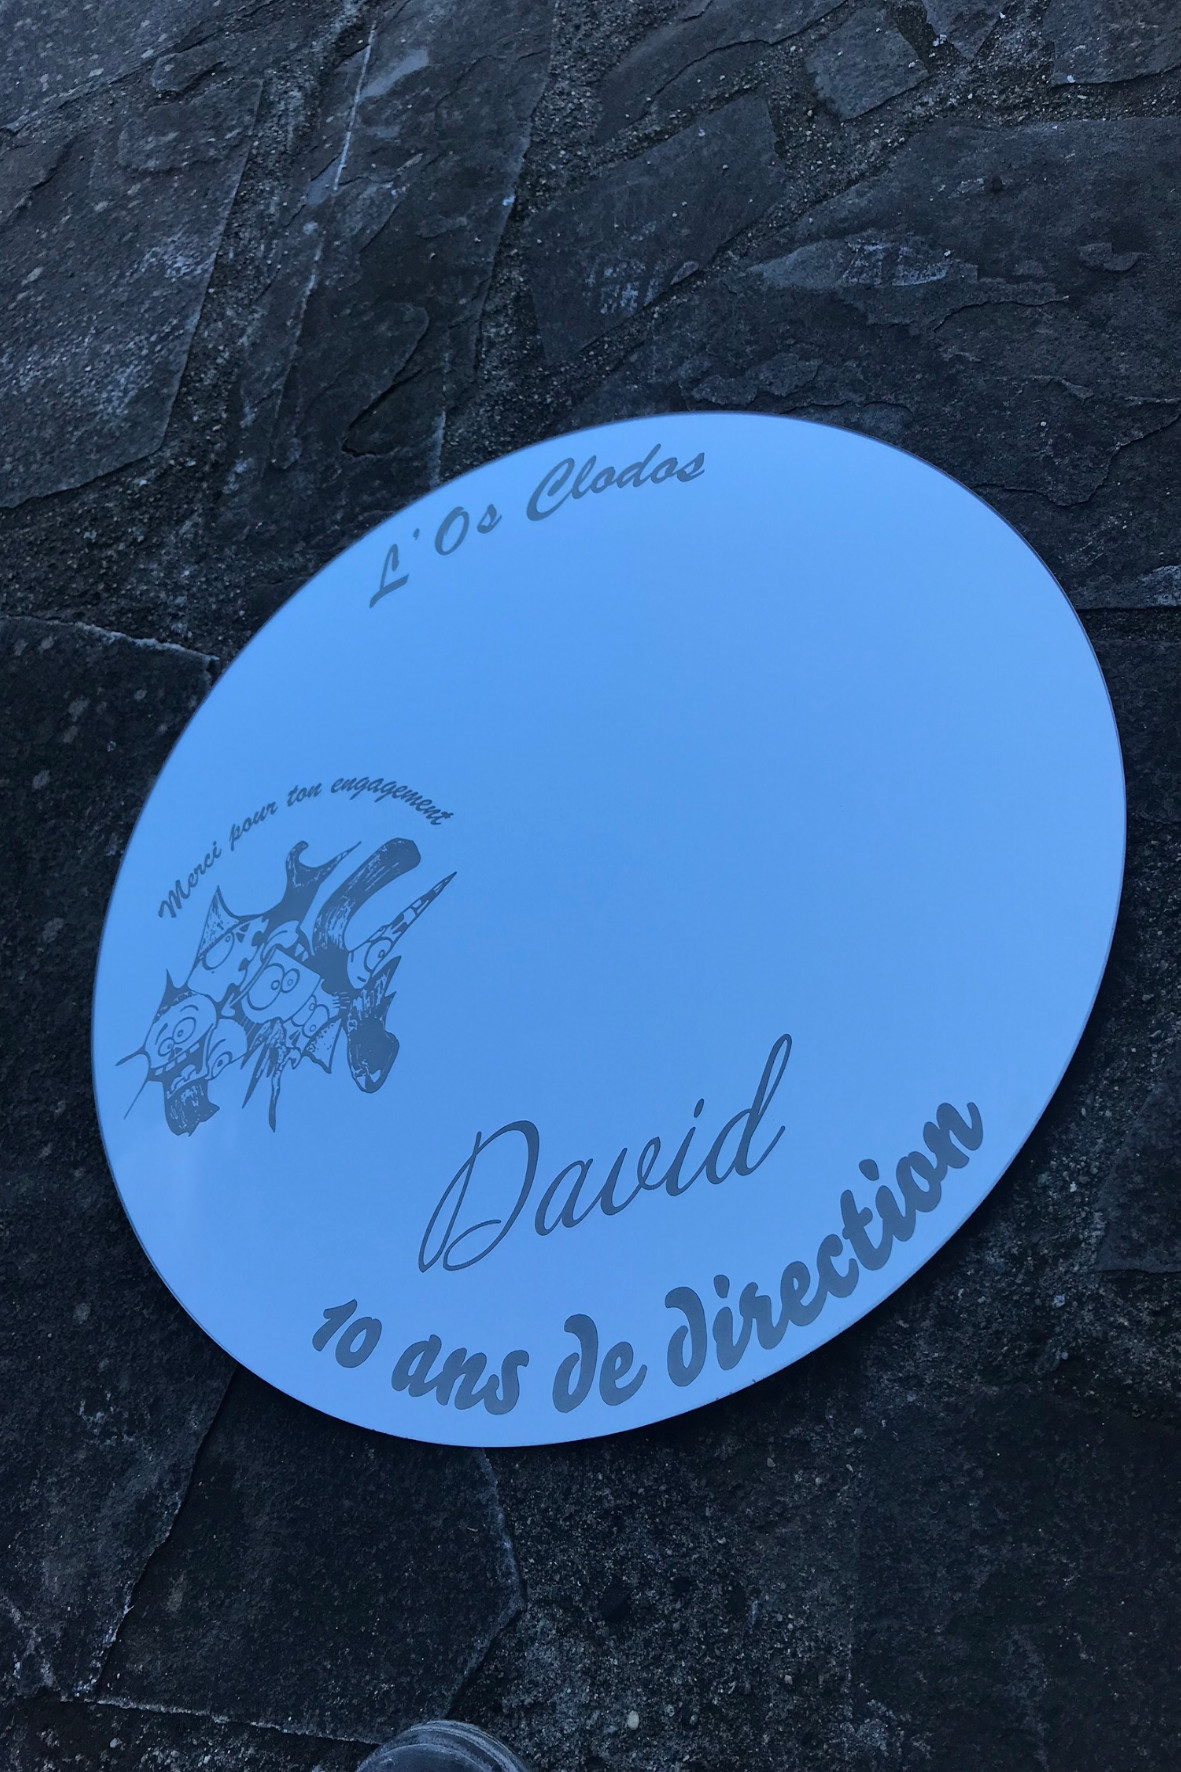 L'Os Clodos
Merci pour ton engagement
David
10 ans de direction